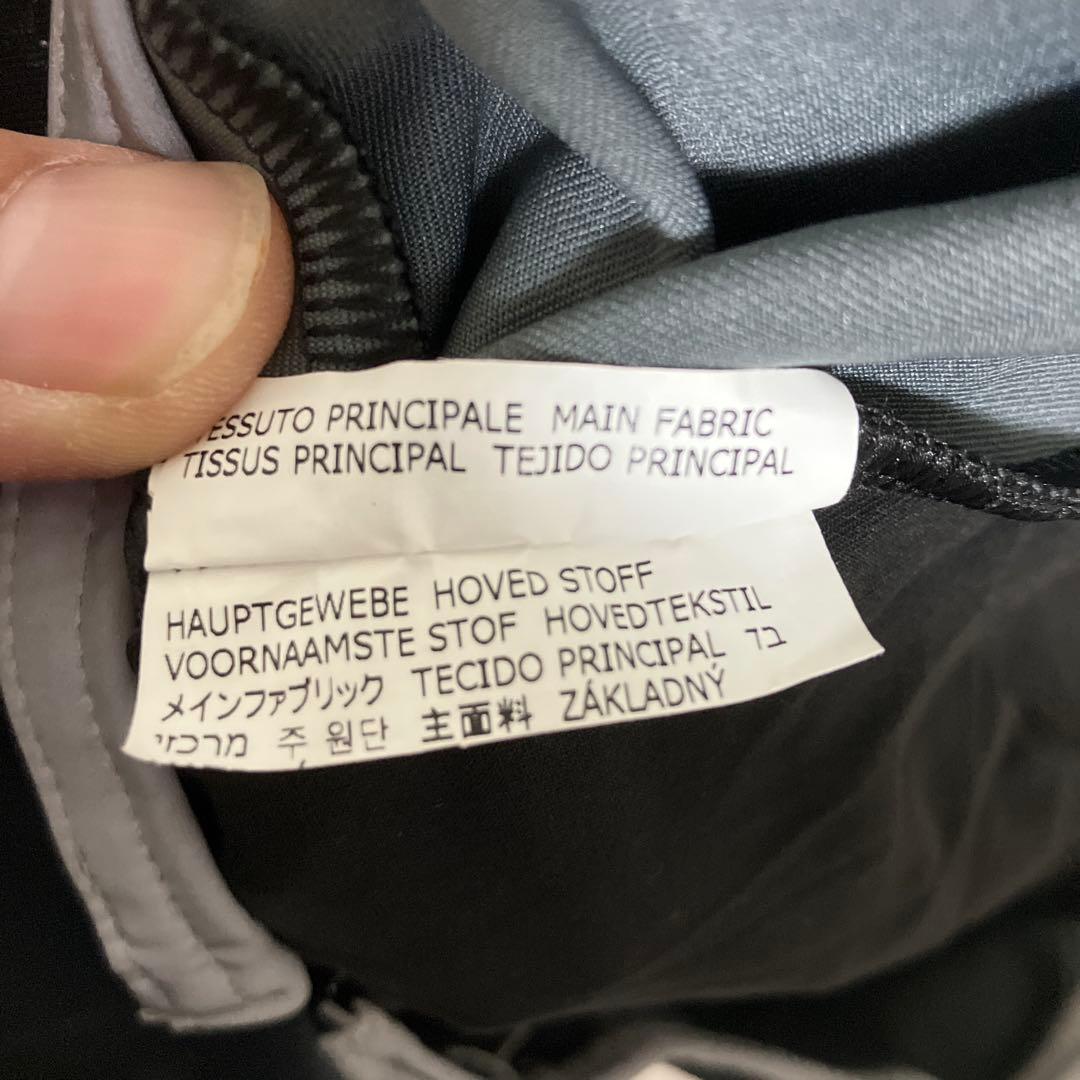 TESSUTO PRINCIPALE MAIN FABRIC
TISSUS PRINCIPAL TEJIDO PRINCIPAL
HAUPTGEWEBE HOVED STOFF
VOORNAAMSTE STOF HOVEDTEKSTIL
メインファブリック TECIDO PRINCIPAL בד
מרכזי 주 원단 主面料 ZÁKLADNÝ